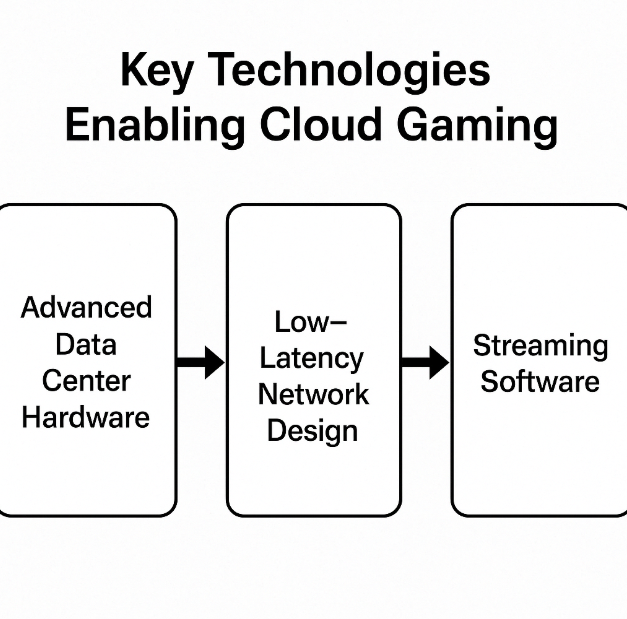 Key Technologies
Enabling Cloud Gaming
Advanced
Data
Center
Hardware
Low–
Latency
Network
Design
Streaming
Software